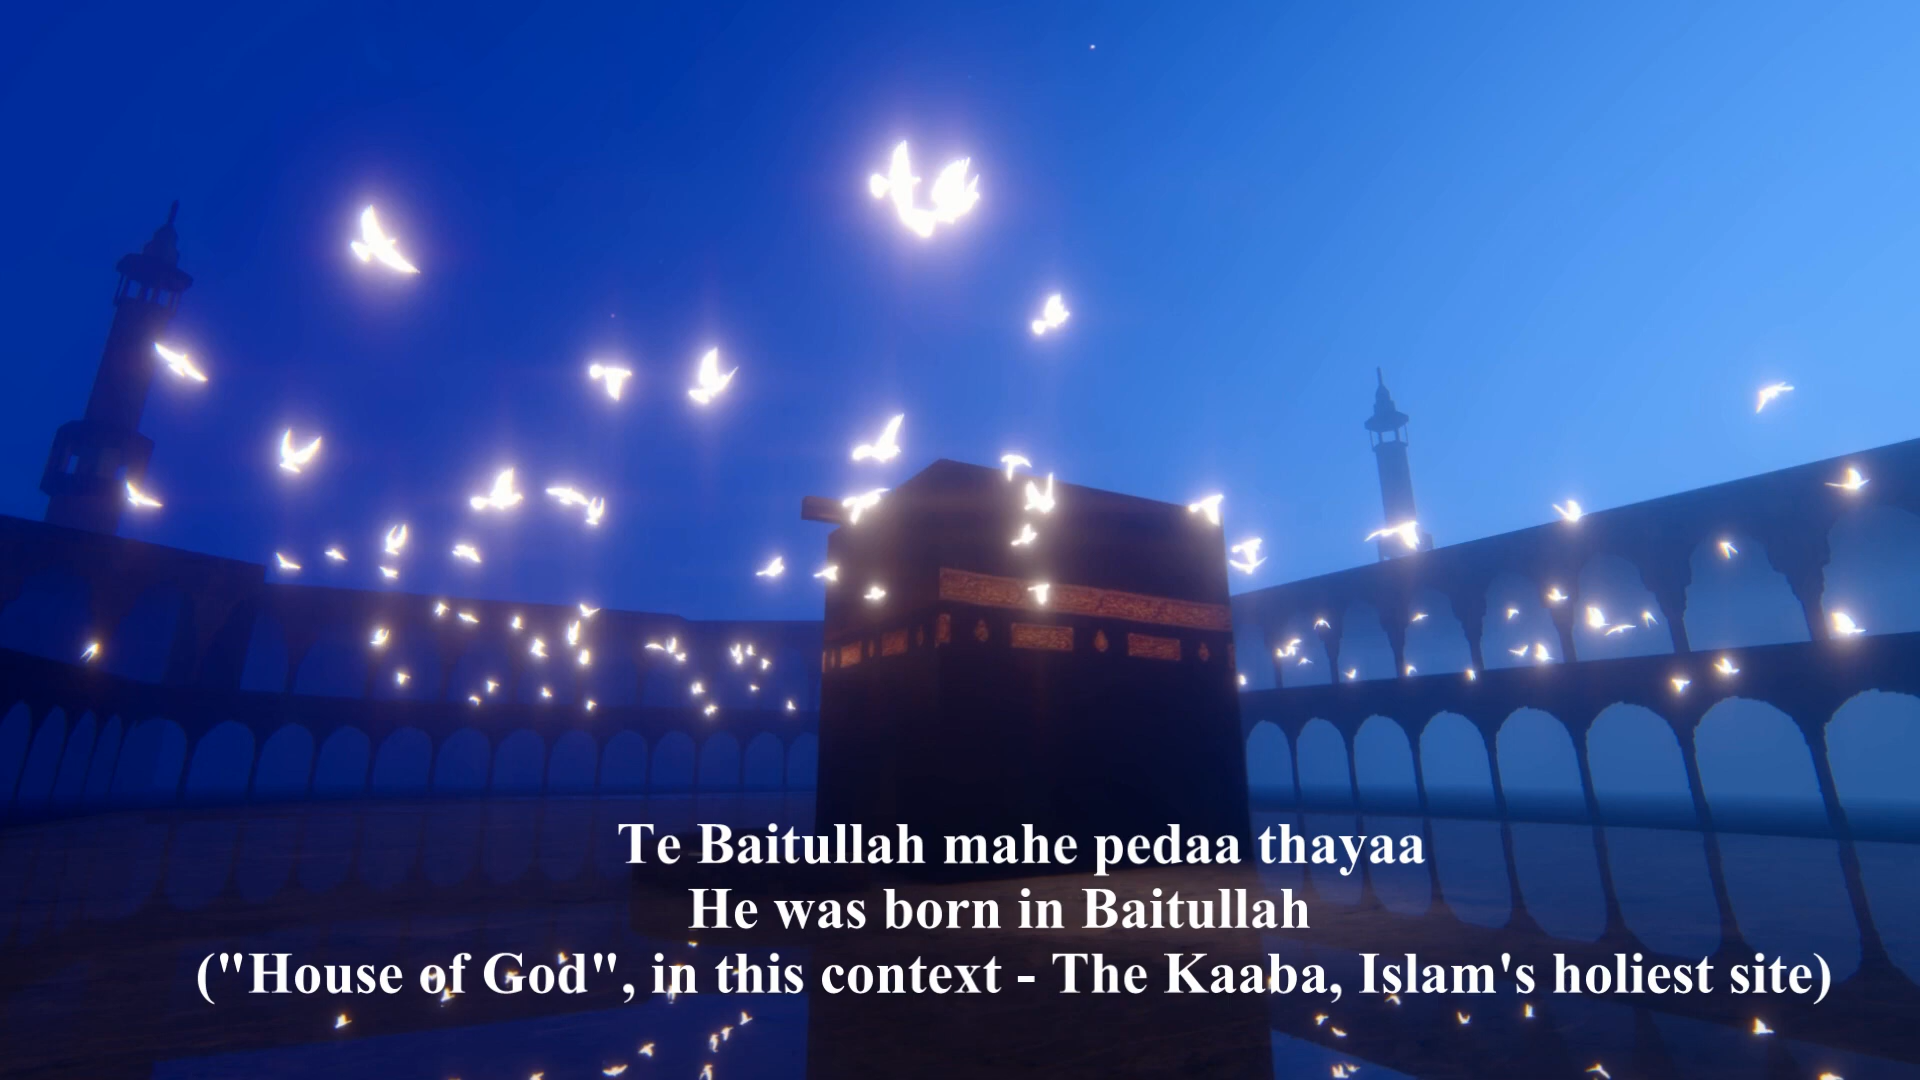 Te Baitullah mahe pedaa thayaa
He was born in Baitullah
("House of God", in this context - The Kaaba, Islam's holiest site)